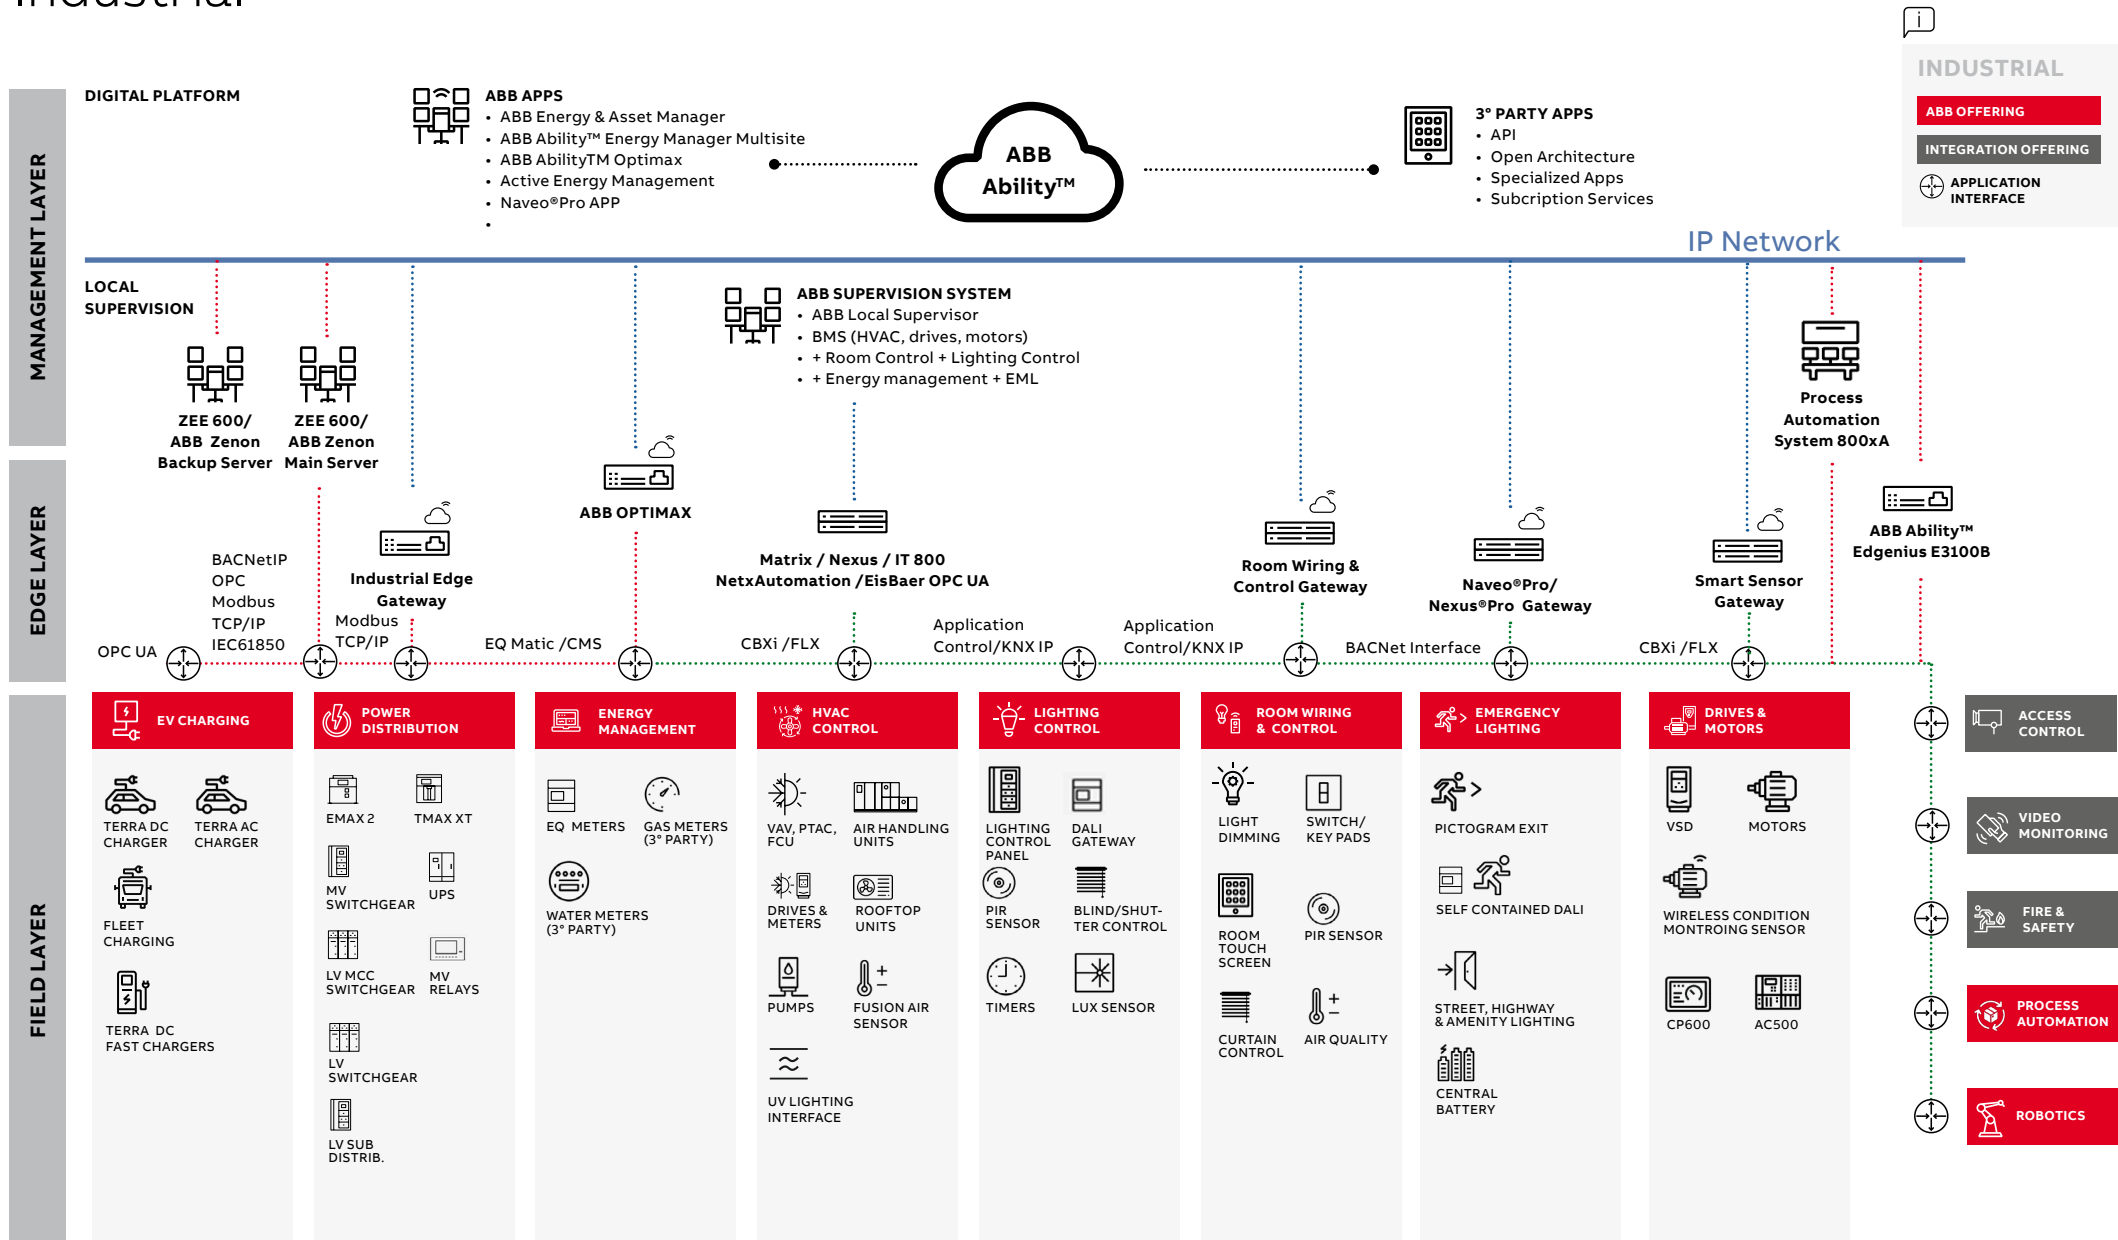 Industrial
i
INDUSTRIAL
ABB OFFERING
INTEGRATION OFFERING
APPLICATION
INTERFACE
MANAGEMENT LAYER
DIGITAL PLATFORM
ABB APPS
• ABB Energy & Asset Manager
• ABB Ability™ Energy Manager Multisite
• ABB AbilityTM Optimax
• Active Energy Management
• Naveo®Pro APP
•
ABB
Ability™
3° PARTY APPS
• API
• Open Architecture
• Specialized Apps
• Subcription Services
IP Network
LOCAL
SUPERVISION
ABB SUPERVISION SYSTEM
• ABB Local Supervisor
• BMS (HVAC, drives, motors)
• + Room Control + Lighting Control
• + Energy management + EML
ZEE 600/
ABB Zenon
Backup Server
ZEE 600/
ABB Zenon
Main Server
Process
Automation
System 800xA
EDGE LAYER
Industrial Edge
Gateway
ABB OPTIMAX
Matrix / Nexus / IT 800
NetxAutomation /EisBaer OPC UA
Room Wiring &
Control Gateway
Naveo®Pro/
Nexus®Pro Gateway
Smart Sensor
Gateway
ABB Ability™
Edgenius E3100B
OPC UA
BACNetIP
OPC
Modbus
TCP/IP
IEC61850
Modbus
TCP/IP
EQ Matic /CMS
CBXi /FLX
Application
Control/KNX IP
Application
Control/KNX IP
BACNet Interface
CBXi /FLX
FIELD LAYER
EV CHARGING
TERRA DC
CHARGER
TERRA AC
CHARGER
FLEET
CHARGING
TERRA DC
FAST CHARGERS
POWER
DISTRIBUTION
EMAX 2
TMAX XT
MV
SWITCHGEAR
UPS
LV MCC
SWITCHGEAR
MV
RELAYS
LV
SWITCHGEAR
LV SUB
DISTRIB.
ENERGY
MANAGEMENT
EQ METERS
GAS METERS
(3° PARTY)
WATER METERS
(3° PARTY)
HVAC
CONTROL
VAV, PTAC,
FCU
AIR HANDLING
UNITS
DRIVES &
METERS
ROOFTOP
UNITS
PUMPS
FUSION AIR
SENSOR
UV LIGHTING
INTERFACE
LIGHTING
CONTROL
LIGHTING
CONTROL
PANEL
DALI
GATEWAY
PIR
SENSOR
BLIND/SHUT-
TER CONTROL
TIMERS
LUX SENSOR
ROOM WIRING
& CONTROL
LIGHT
DIMMING
SWITCH/
KEY PADS
ROOM
TOUCH
SCREEN
PIR SENSOR
CURTAIN
CONTROL
AIR QUALITY
EMERGENCY
LIGHTING
PICTOGRAM EXIT
SELF CONTAINED DALI
STREET, HIGHWAY
& AMENITY LIGHTING
CENTRAL
BATTERY
DRIVES &
MOTORS
VSD
MOTORS
WIRELESS CONDITION
MONTROING SENSOR
CP600
AC500
ACCESS
CONTROL
VIDEO
MONITORING
FIRE &
SAFETY
PROCESS
AUTOMATION
ROBOTICS